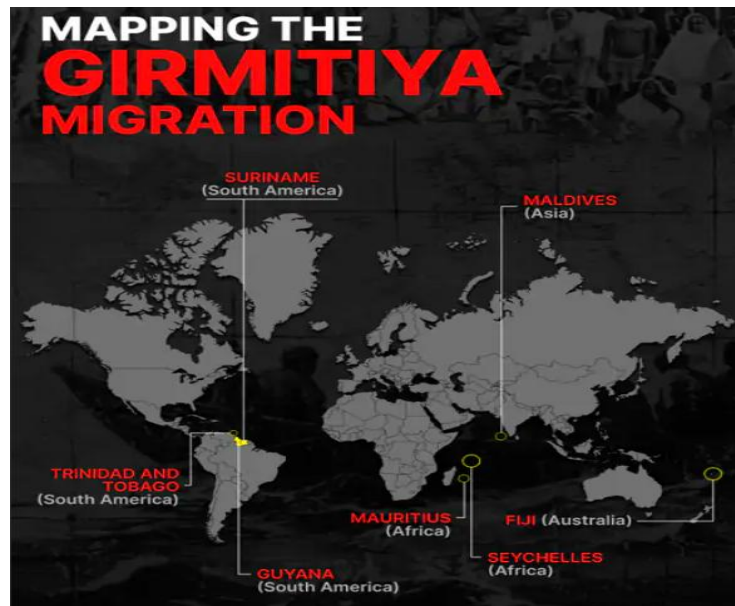 MAPPING THE
GIRMITIYA
MIGRATION
SURINAME
(South America)
MALDIVES
(Asia)
TRINIDAD AND
TOBAGO
(South America)
MAURITIUS
(Africa)
FIJI (Australia)
SEYCHELLES
(Africa)
GUYANA
(South America)